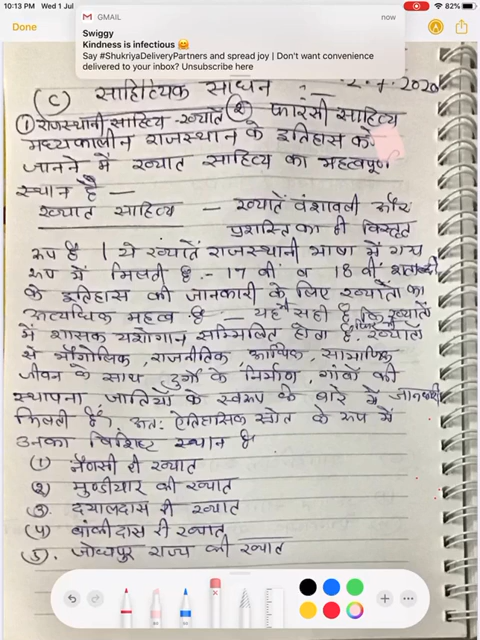 10:13 PM Wed 1 Jul
82%
Done
GMAIL
now
Swiggy
Kindness is infectious 😊
Say #ShukriyaDeliveryPartners and spread joy | Don't want convenience
delivered to your inbox? Unsubscribe here
(C) साहित्यिक साधन :— 2-7-2020
① राजस्थानी साहित्य - ख्यातें ② फारसी साहित्य
मध्यकालीन राजस्थान के इतिहास को
जानने में ख्यात साहित्य का महत्वपूर्ण
स्थान है —
ख्यात साहित्य — ख्यातें वंशावली और
प्रशस्ति का ही विस्तृत
रूप है । ये ख्यातें राजस्थानी भाषा में गद्य
रूप में मिलती है.- 17 वीं व 18 वीं शताब्दी
के इतिहास की जानकारी के लिए ख्यातों का
अत्यधिक महत्व है — यह सही है कि ख्यातों
में शासक यशोगान सम्मिलित होता है. ख्यातों
से भौगोलिक, राजनीतिक आर्थिक, सामाजिक
जीवन के साथ दुर्गों के निर्माण, गांवों की
स्थापना जातियों के स्वरूप के बारे में जानकारी
मिलती है, अतः ऐतिहासिक स्रोत के रूप में
उनका विशिष्ट स्थान है
(1) नैणसी री ख्यात
(2) मुण्डीयार की ख्यात
(3) दयालदास री ख्यात
(4) बांकीदास री ख्यात
(5). जोधपुर राज्य की ख्यात